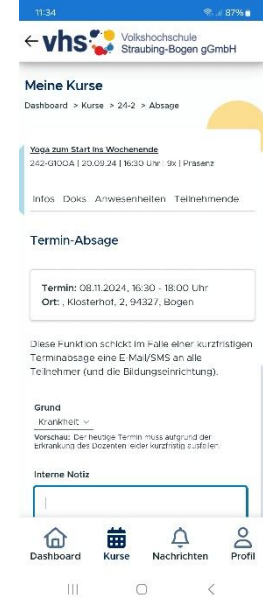 11:34
87%
vhs
Volkshochschule
Straubing-Bogen gGmbH
Meine Kurse
Dashboard > Kurse > 24-2 > Absage
Yoga zum Start ins Wochenende
242-G100A | 20.09.24 | 16:30 Uhr | 9x | Präsenz
Infos Doks Anwesenheiten Teilnehmende
Termin-Absage
Termin: 08.11.2024, 16:30 - 18:00 Uhr
Ort: , Klosterhof, 2, 94327, Bogen
Diese Funktion schickt im Falle einer kurzfristigen
Terminabsage eine E-Mail/SMS an alle
Teilnehmer (und die Bildungseinrichtung).
Grund
Krankheit
Vorschau: Der heutige Termin muss aufgrund der
Erkrankung des Dozenten leider kurzfristig ausfallen.
Interne Notiz
Dashboard Kurse Nachrichten Profil